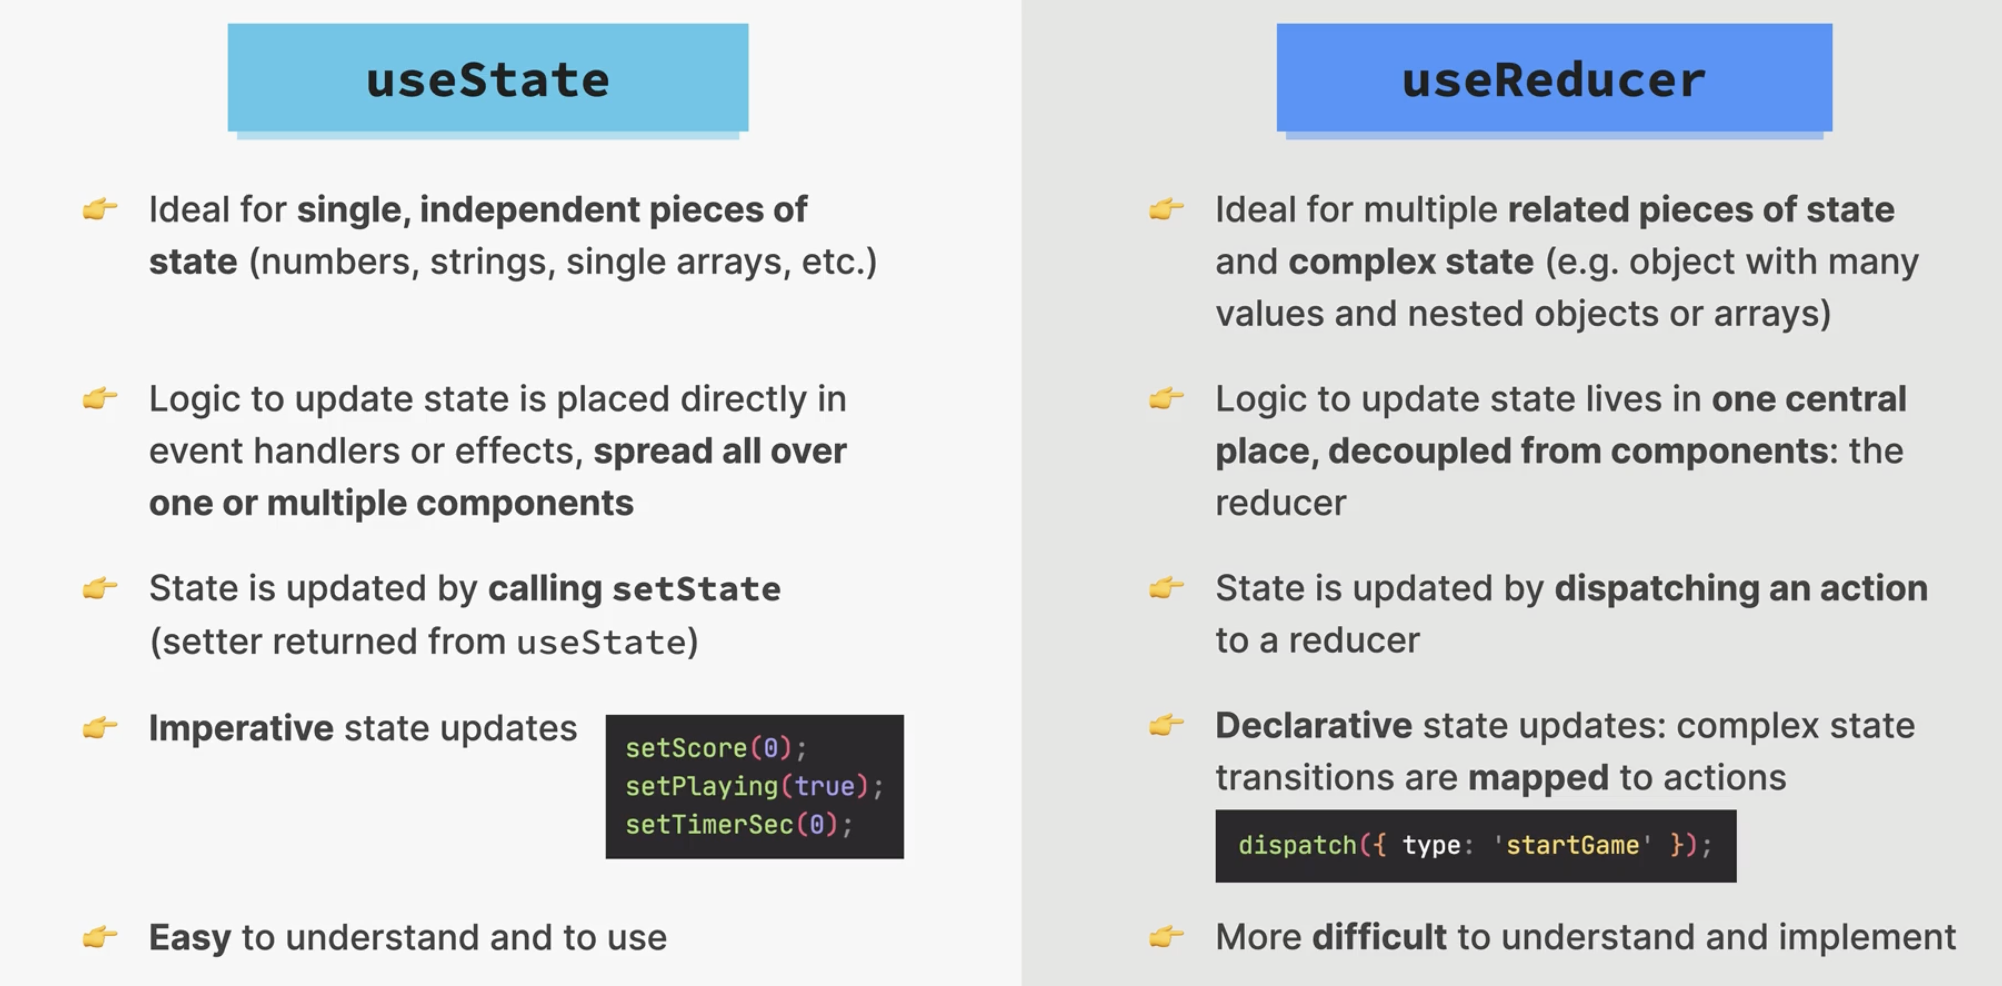 useState
👉 Ideal for single, independent pieces of
state (numbers, strings, single arrays, etc.)
👉 Logic to update state is placed directly in
event handlers or effects, spread all over
one or multiple components
👉 State is updated by calling setState
(setter returned from useState)
👉 Imperative state updates
setScore(0);
setPlaying(true);
setTimerSec(0);
👉 Easy to understand and to use
useReducer
👉 Ideal for multiple related pieces of state
and complex state (e.g. object with many
values and nested objects or arrays)
👉 Logic to update state lives in one central
place, decoupled from components: the
reducer
👉 State is updated by dispatching an action
to a reducer
👉 Declarative state updates: complex state
transitions are mapped to actions
dispatch({ type: 'startGame' });
👉 More difficult to understand and implement